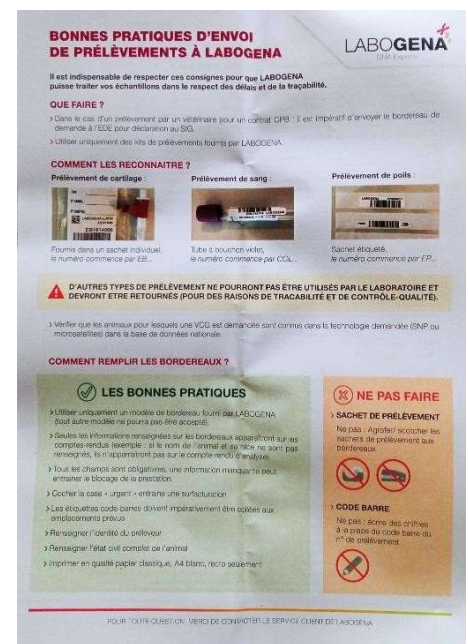 BONNES PRATIQUES D'ENVOI
DE PRÉLÈVEMENTS À LABOGENA
LABOGENA
DNA Experts
Il est indispensable de respecter ces consignes pour que LABOGENA
puisse traiter vos échantillons dans le respect des délais et de la traçabilité.
QUE FAIRE ?
> Dans le cas d'un prélèvement par un vétérinaire pour un contrat CPB : il est impératif d'envoyer le bordereau de
demande à l'EDE pour déclaration au SIG.
> Utiliser uniquement des kits de prélèvements fournis par LABOGENA.
COMMENT LES RECONNAITRE ?
Prélèvement de cartilage :
Fournis dans un sachet individuel,
le numéro commence par EB...
Prélèvement de sang :
Tube à bouchon violet,
le numéro commence par
Prélèvement de poils :
Sachet étiqueté,
le numéro commence par EP...
D'AUTRES TYPES DE PRÉLÈVEMENT NE POURRONT PAS ÊTRE UTILISÉS PAR LE LABORATOIRE ET
DEVRONT ETRE RETOURNÉS (POUR DES RAISONS DE TRACABILITÉ ET DE CONTRÔLE-QUALITÉ).
> Vérifier que les animaux pour lesquels une VCG est demandée sont connus dans la technologie demandée (SNP ou
microsatellites) dans la base de données nationale.
COMMENT REMPLIR LES BORDEREAUX ?
LES BONNES PRATIQUES
> Utiliser uniquement un modèle de bordereau fourni par LABOGENA
(tout autre modèle ne pourra pas être accepté).
> Seules les informations renseignées sur les bordereaux apparaitront sur les
comptes-rendus (exemple : si le nom de l'animal et sa race ne sont pas
renseignés, ils n'apparaitront pas sur le compte-rendu d'analyse).
> Tous les champs sont obligatoires, une information manquante peut
entrainer le blocage de la prestation.
> Cocher la case « urgent » entraine une surfacturation
> Les étiquettes code-barres doivent impérativement être collées aux
emplacements prévus
> Renseigner l'identité du préleveur
> Renseigner l'état civil complet de l'animal
> Imprimer en qualité papier classique, A4 blanc, recto seulement
NE PAS FAIRE
> SACHET DE PRÉLÈVEMENT
Ne pas : Agrafer/ scotcher les
sachets de prélèvement aux
bordereaux
> CODE BARRE
Ne pas : écrire des chiffres
à la place du code barre du
n° de prélèvement
POUR TOUTE QUESTION, MERCI DE CONTACTER LE SERVICE CLIENT DE LABOGENA